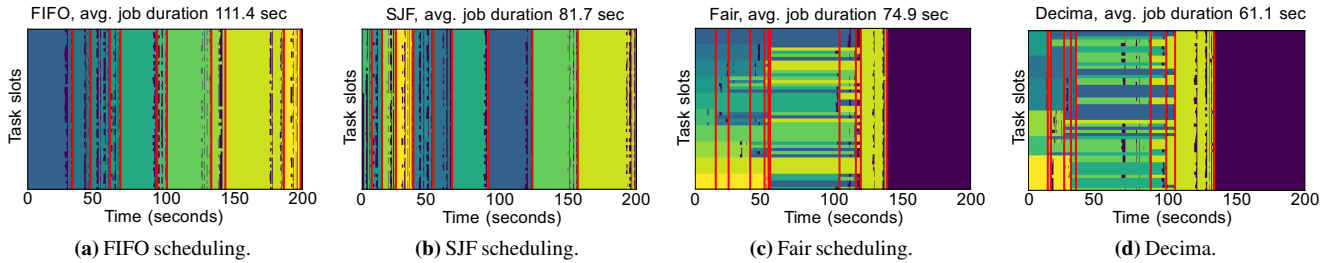 FIFO, avg. job duration 111.4 sec
Task slots
0 50 100 150 200
Time (seconds)
(a) FIFO scheduling.
SJF, avg. job duration 81.7 sec
Task slots
0 50 100 150 200
Time (seconds)
(b) SJF scheduling.
Fair, avg. job duration 74.9 sec
Task slots
0 50 100 150 200
Time (seconds)
(c) Fair scheduling.
Decima, avg. job duration 61.1 sec
Task slots
0 50 100 150 200
Time (seconds)
(d) Decima.